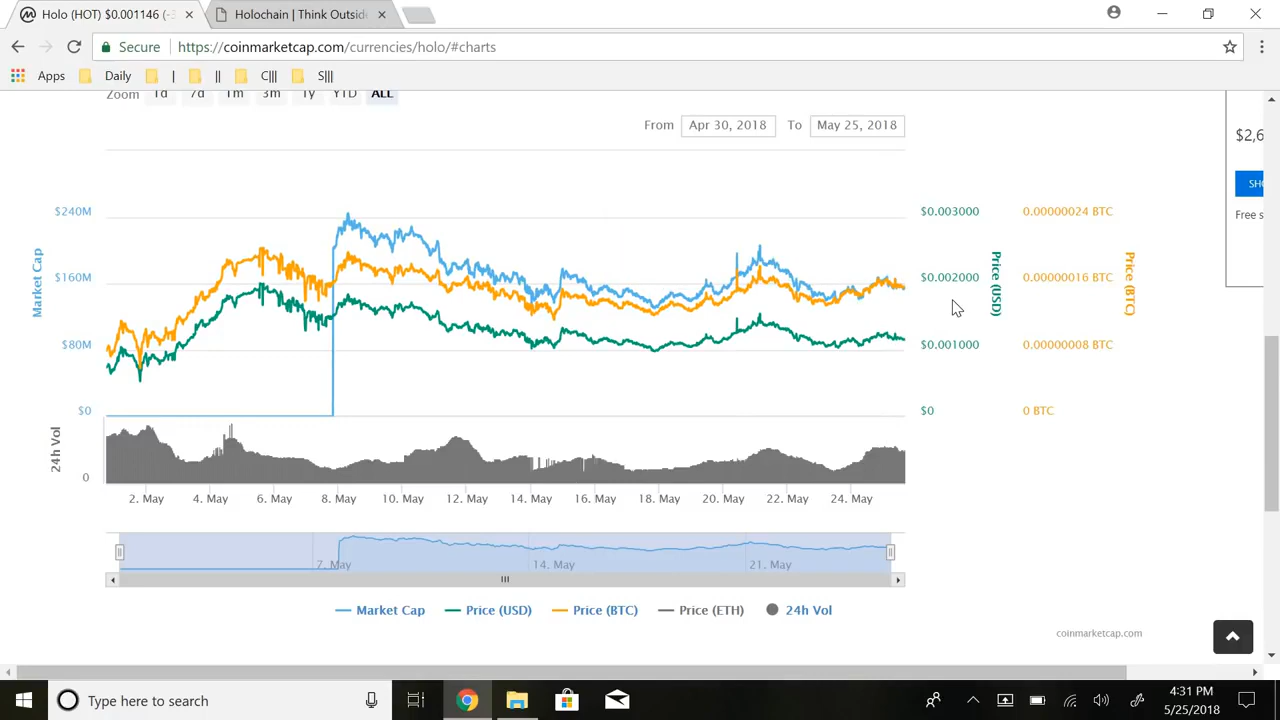 Holo (HOT) $0.001146 (-3
Holochain | Think Outside
Secure https://coinmarketcap.com/currencies/holo/#charts
Apps Daily | || C||| S|||
Zoom 1d 7d 1m 3m 1y YTD ALL
From Apr 30, 2018 To May 25, 2018
$2,6
SHO
Free s
Market Cap
$240M
$160M
$80M
$0
$0.003000
$0.002000
$0.001000
$0
Price (USD)
0.00000024 BTC
0.00000016 BTC
0.00000008 BTC
0 BTC
Price (BTC)
24h Vol
0
2. May 4. May 6. May 8. May 10. May 12. May 14. May 16. May 18. May 20. May 22. May 24. May
7. May 14. May 21. May
Market Cap Price (USD) Price (BTC) Price (ETH) 24h Vol
coinmarketcap.com
Type here to search
4:31 PM
5/25/2018